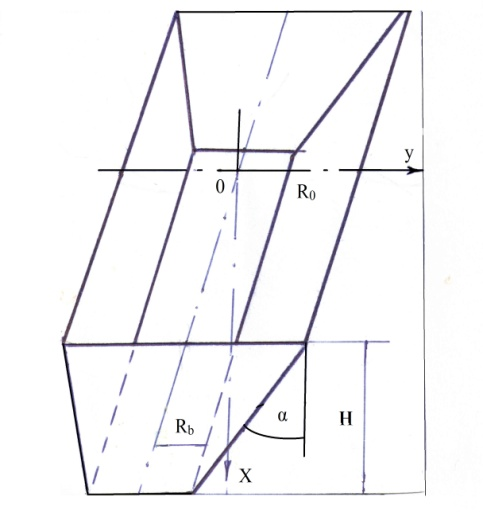 y
0
R₀
R_b
α
H
X